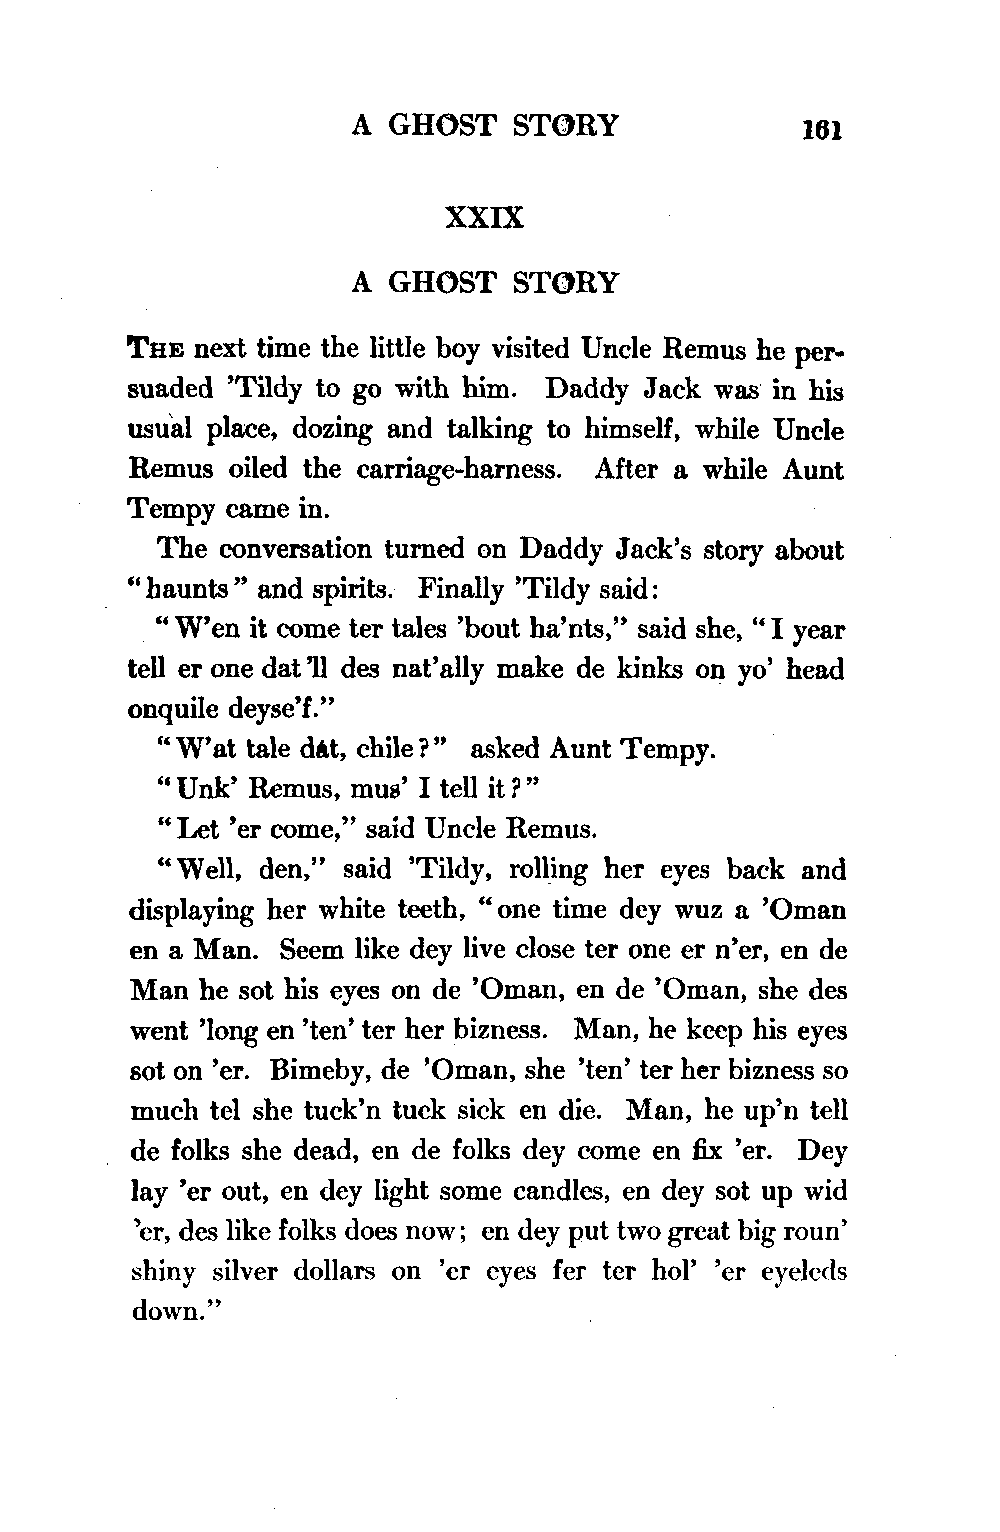 A GHOST STORY 161
XXIX
A GHOST STORY
THE next time the little boy visited Uncle Remus he per-
suaded ’Tildy to go with him. Daddy Jack was in his
usual place, dozing and talking to himself, while Uncle
Remus oiled the carriage-harness. After a while Aunt
Tempy came in.
The conversation turned on Daddy Jack’s story about
“haunts” and spirits. Finally ’Tildy said:
“W’en it come ter tales ’bout ha’nts,” said she, “I year
tell er one dat ’ll des nat’ally make de kinks on yo’ head
onquile deyse’f.”
“W’at tale dat, chile?” asked Aunt Tempy.
“Unk’ Remus, mus’ I tell it?”
“Let ’er come,” said Uncle Remus.
“Well, den,” said ’Tildy, rolling her eyes back and
displaying her white teeth, “one time dey wuz a ’Oman
en a Man. Seem like dey live close ter one er n’er, en de
Man he sot his eyes on de ’Oman, en de ’Oman, she des
went ’long en ’ten’ ter her bizness. Man, he keep his eyes
sot on ’er. Bimeby, de ’Oman, she ’ten’ ter her bizness so
much tel she tuck’n tuck sick en die. Man, he up’n tell
de folks she dead, en de folks dey come en fix ’er. Dey
lay ’er out, en dey light some candles, en dey sot up wid
’er, des like folks does now; en dey put two great big roun’
shiny silver dollars on ’er eyes fer ter hol’ ’er eyeleds
down.”